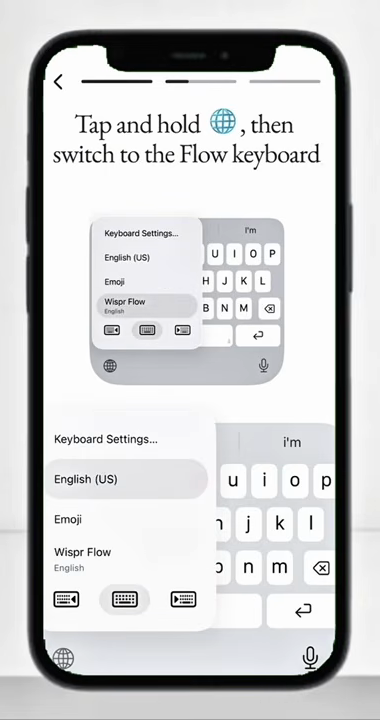 Tap and hold 🌐, then
switch to the Flow keyboard
Keyboard Settings...
English (US)
Emoji
Wispr Flow
English
I'm
U I O P
H J K L
B N M
Keyboard Settings...
English (US)
Emoji
Wispr Flow
English
i'm
u i o p
h j k l
b n m